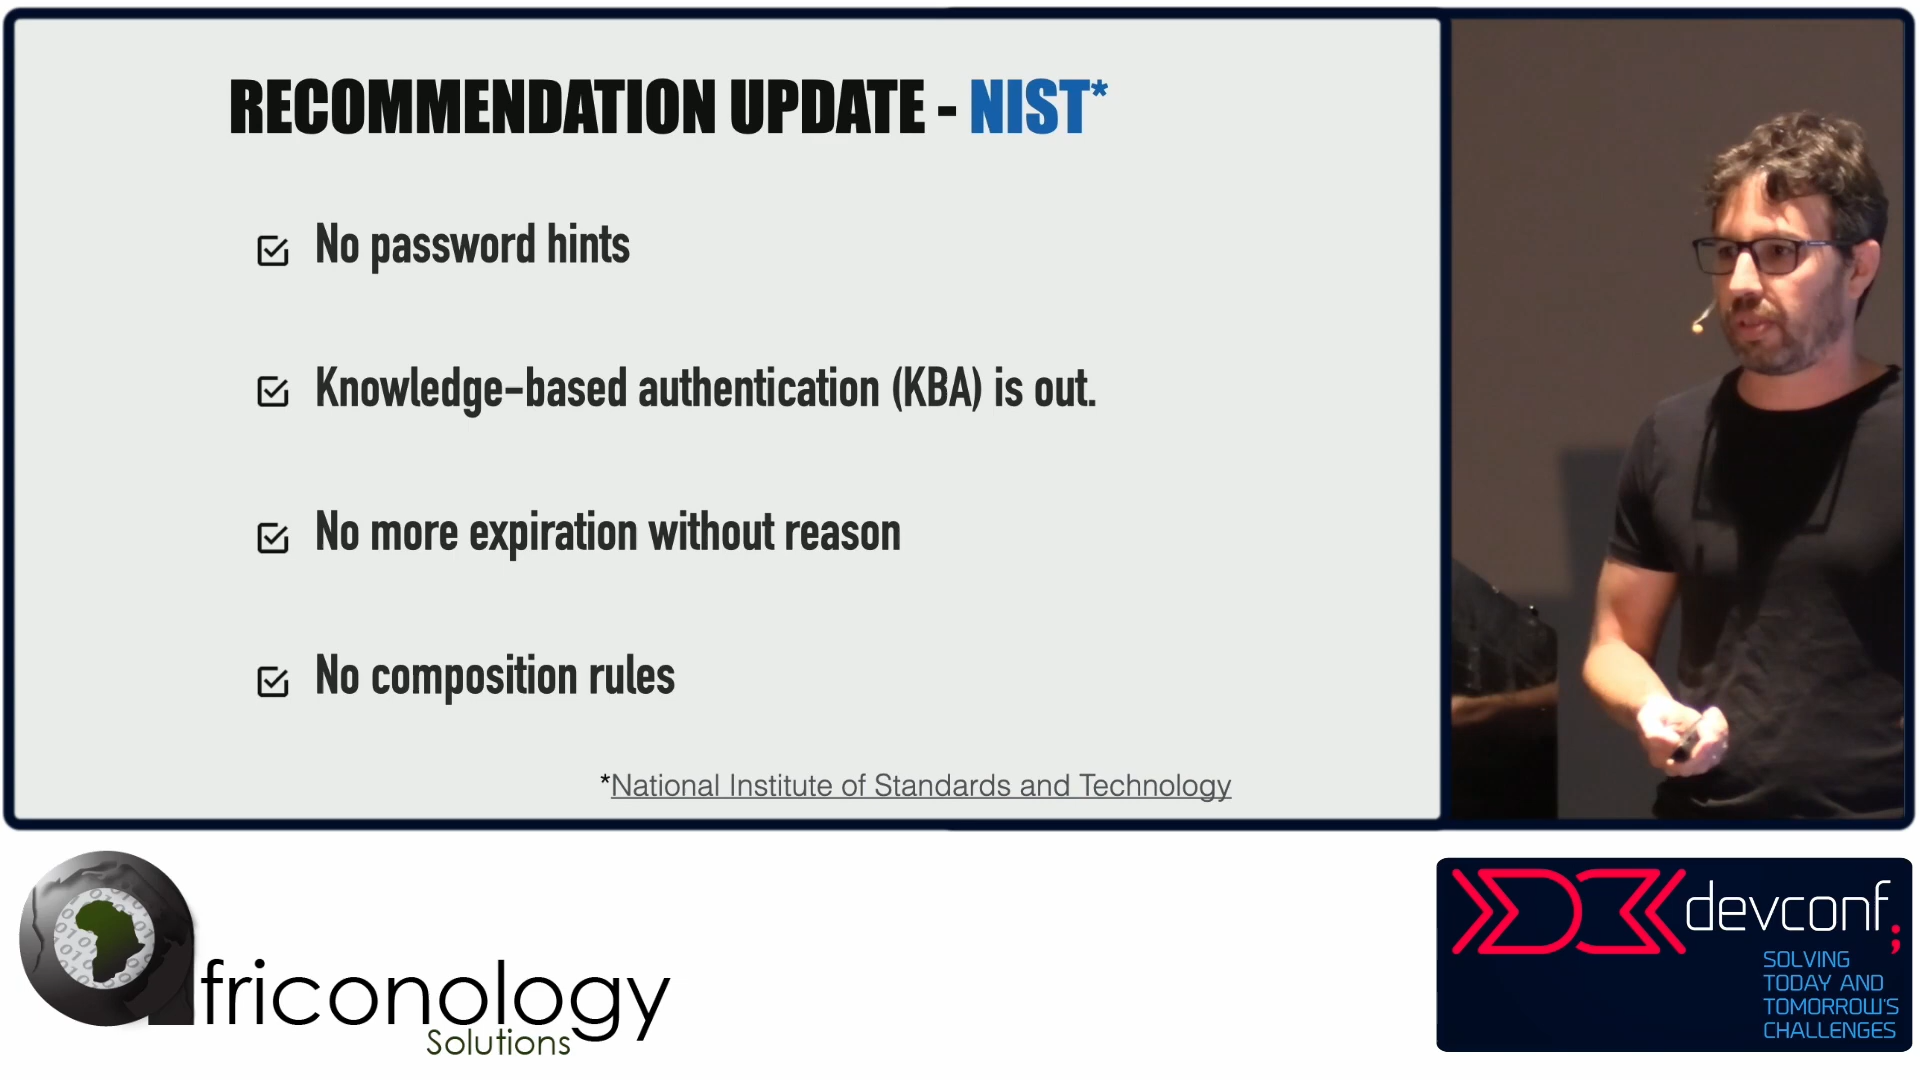 RECOMMENDATION UPDATE - NIST*
No password hints
Knowledge-based authentication (KBA) is out.
No more expiration without reason
No composition rules
*National Institute of Standards and Technology
africonology
Solutions
devconf;
SOLVING
TODAY AND
TOMORROW'S
CHALLENGES